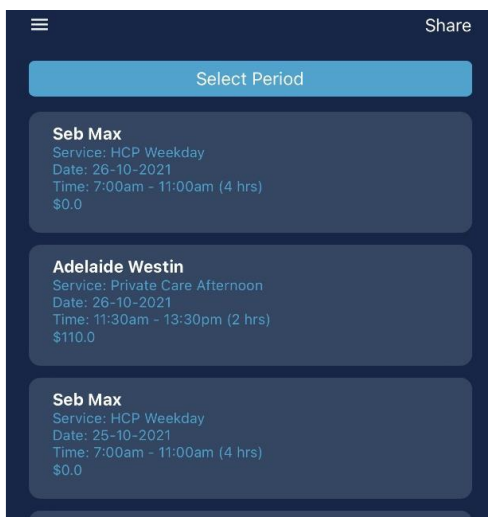 Share
Select Period
Seb Max
Service: HCP Weekday
Date: 26-10-2021
Time: 7:00am - 11:00am (4 hrs)
$0.0
Adelaide Westin
Service: Private Care Afternoon
Date: 26-10-2021
Time: 11:30am - 13:30pm (2 hrs)
$110.0
Seb Max
Service: HCP Weekday
Date: 25-10-2021
Time: 7:00am - 11:00am (4 hrs)
$0.0